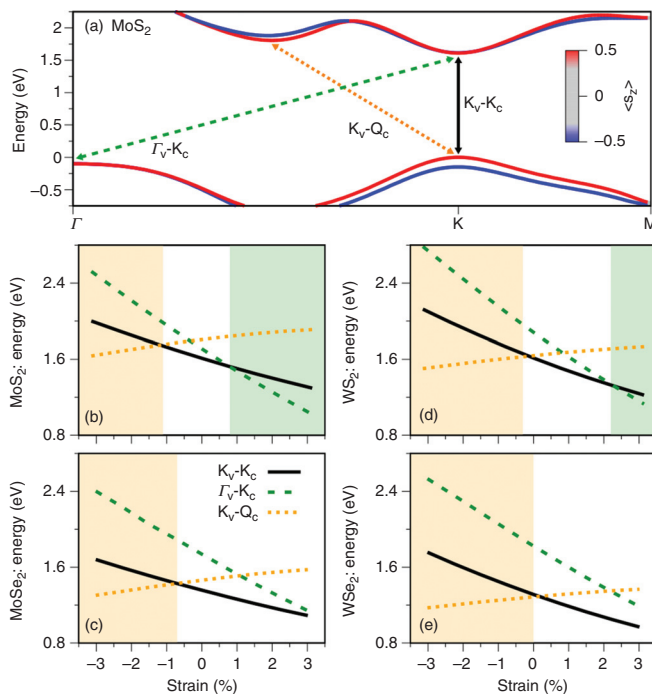 (a) MoS2
Energy (eV)
2
1.5
1
0.5
0
−0.5
Γv-Kc
Kv-Qc
Kv-Kc
0.5
0
−0.5
<sz>
Γ
K
M
MoS2; energy (eV)
2.4
1.6
0.8
(b)
WS2; energy (eV)
2.4
1.6
0.8
(d)
MoSe2; energy (eV)
2.4
1.6
0.8
(c)
Kv-Kc
Γv-Kc
Kv-Qc
−3 −2 −1 0 1 2 3
Strain (%)
WSe2; energy (eV)
2.4
1.6
0.8
(e)
−3 −2 −1 0 1 2 3
Strain (%)